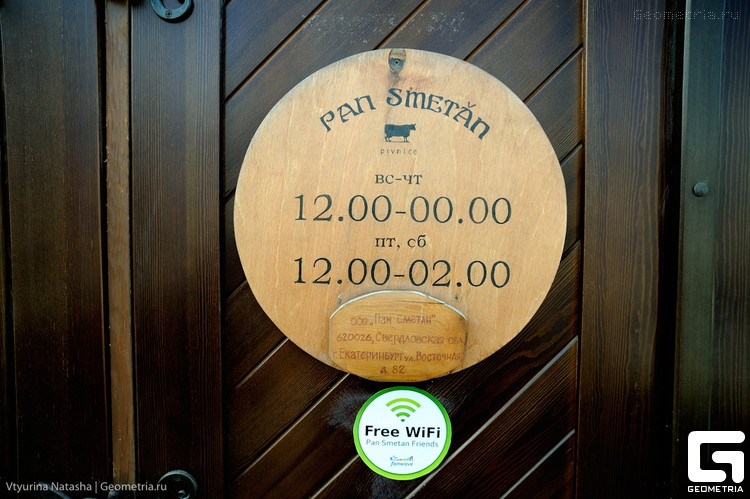 Geometria.ru
PAN SMETǍN
pivnice
вс-чт
12.00-00.00
пт, сб
12.00-02.00
ООО "Пан Сметан"
620026, Свердловская обл.
г. Екатеринбург ул. Восточная,
д. 82
Free WiFi
Pan Smetan Friends
Vtyurina Natasha | Geometria.ru
GEOMETRIA